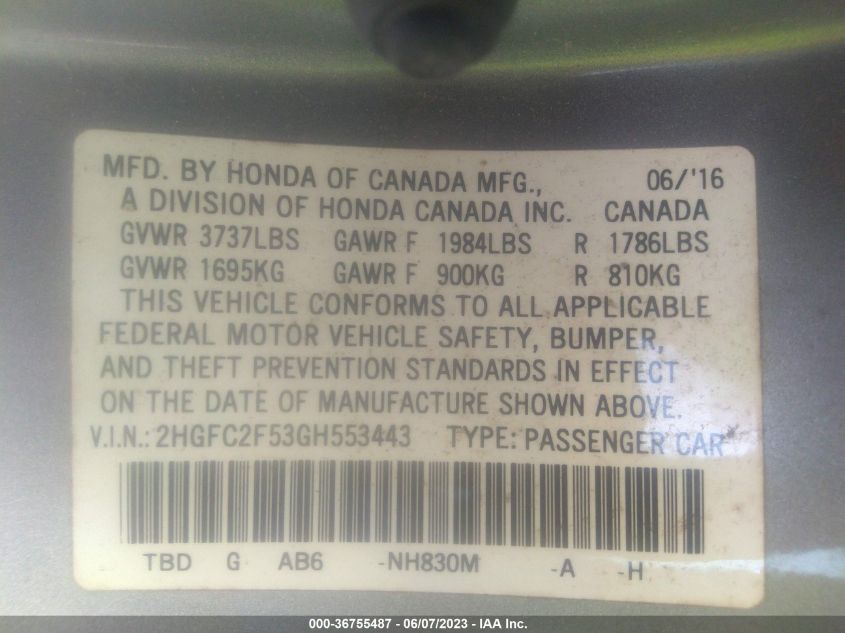 MFD. BY HONDA OF CANADA MFG., 06/'16
A DIVISION OF HONDA CANADA INC. CANADA
GVWR 3737LBS GAWR F 1984LBS R 1786LBS
GVWR 1695KG GAWR F 900KG R 810KG
THIS VEHICLE CONFORMS TO ALL APPLICABLE
FEDERAL MOTOR VEHICLE SAFETY, BUMPER,
AND THEFT PREVENTION STANDARDS IN EFFECT
ON THE DATE OF MANUFACTURE SHOWN ABOVE.
V.I.N.: 2HGFC2F53GH553443 TYPE: PASSENGER CAR
TBD G AB6 -NH830M -A -H
000-36755487 - 06/07/2023 - IAA Inc.